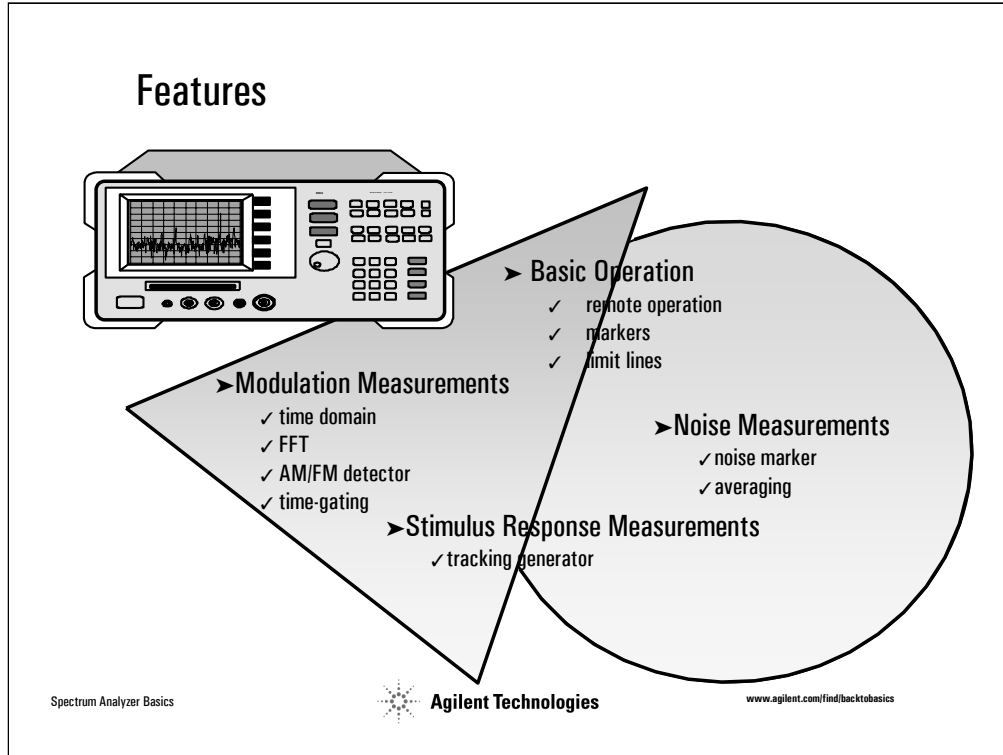 Features
➤ Basic Operation
✓ remote operation
✓ markers
✓ limit lines
➤Modulation Measurements
✓ time domain
✓ FFT
✓ AM/FM detector
✓ time-gating
➤Noise Measurements
✓noise marker
✓averaging
➤Stimulus Response Measurements
✓tracking generator
Spectrum Analyzer Basics
Agilent Technologies
www.agilent.com/find/backtobasics